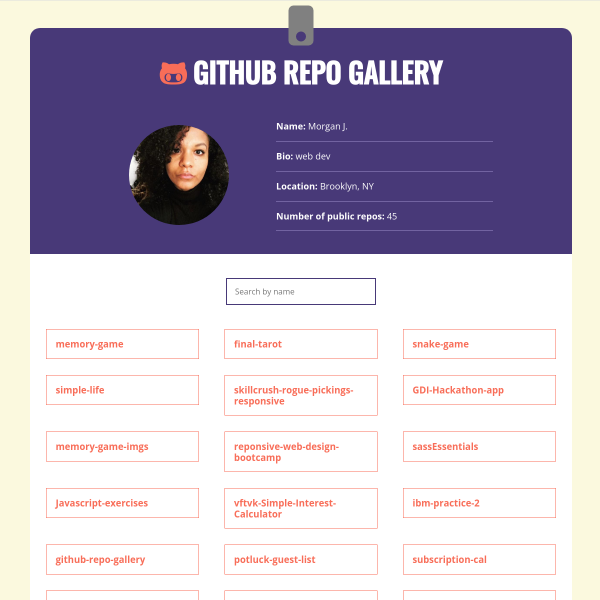 GITHUB REPO GALLERY
Name: Morgan J.
Bio: web dev
Location: Brooklyn, NY
Number of public repos: 45
Search by name
memory-game
final-tarot
snake-game
simple-life
skillcrush-rogue-pickings-
responsive
GDI-Hackathon-app
memory-game-imgs
reponsive-web-design-
bootcamp
sassEssentials
Javascript-exercises
vftvk-Simple-Interest-
Calculator
ibm-practice-2
github-repo-gallery
potluck-guest-list
subscription-cal